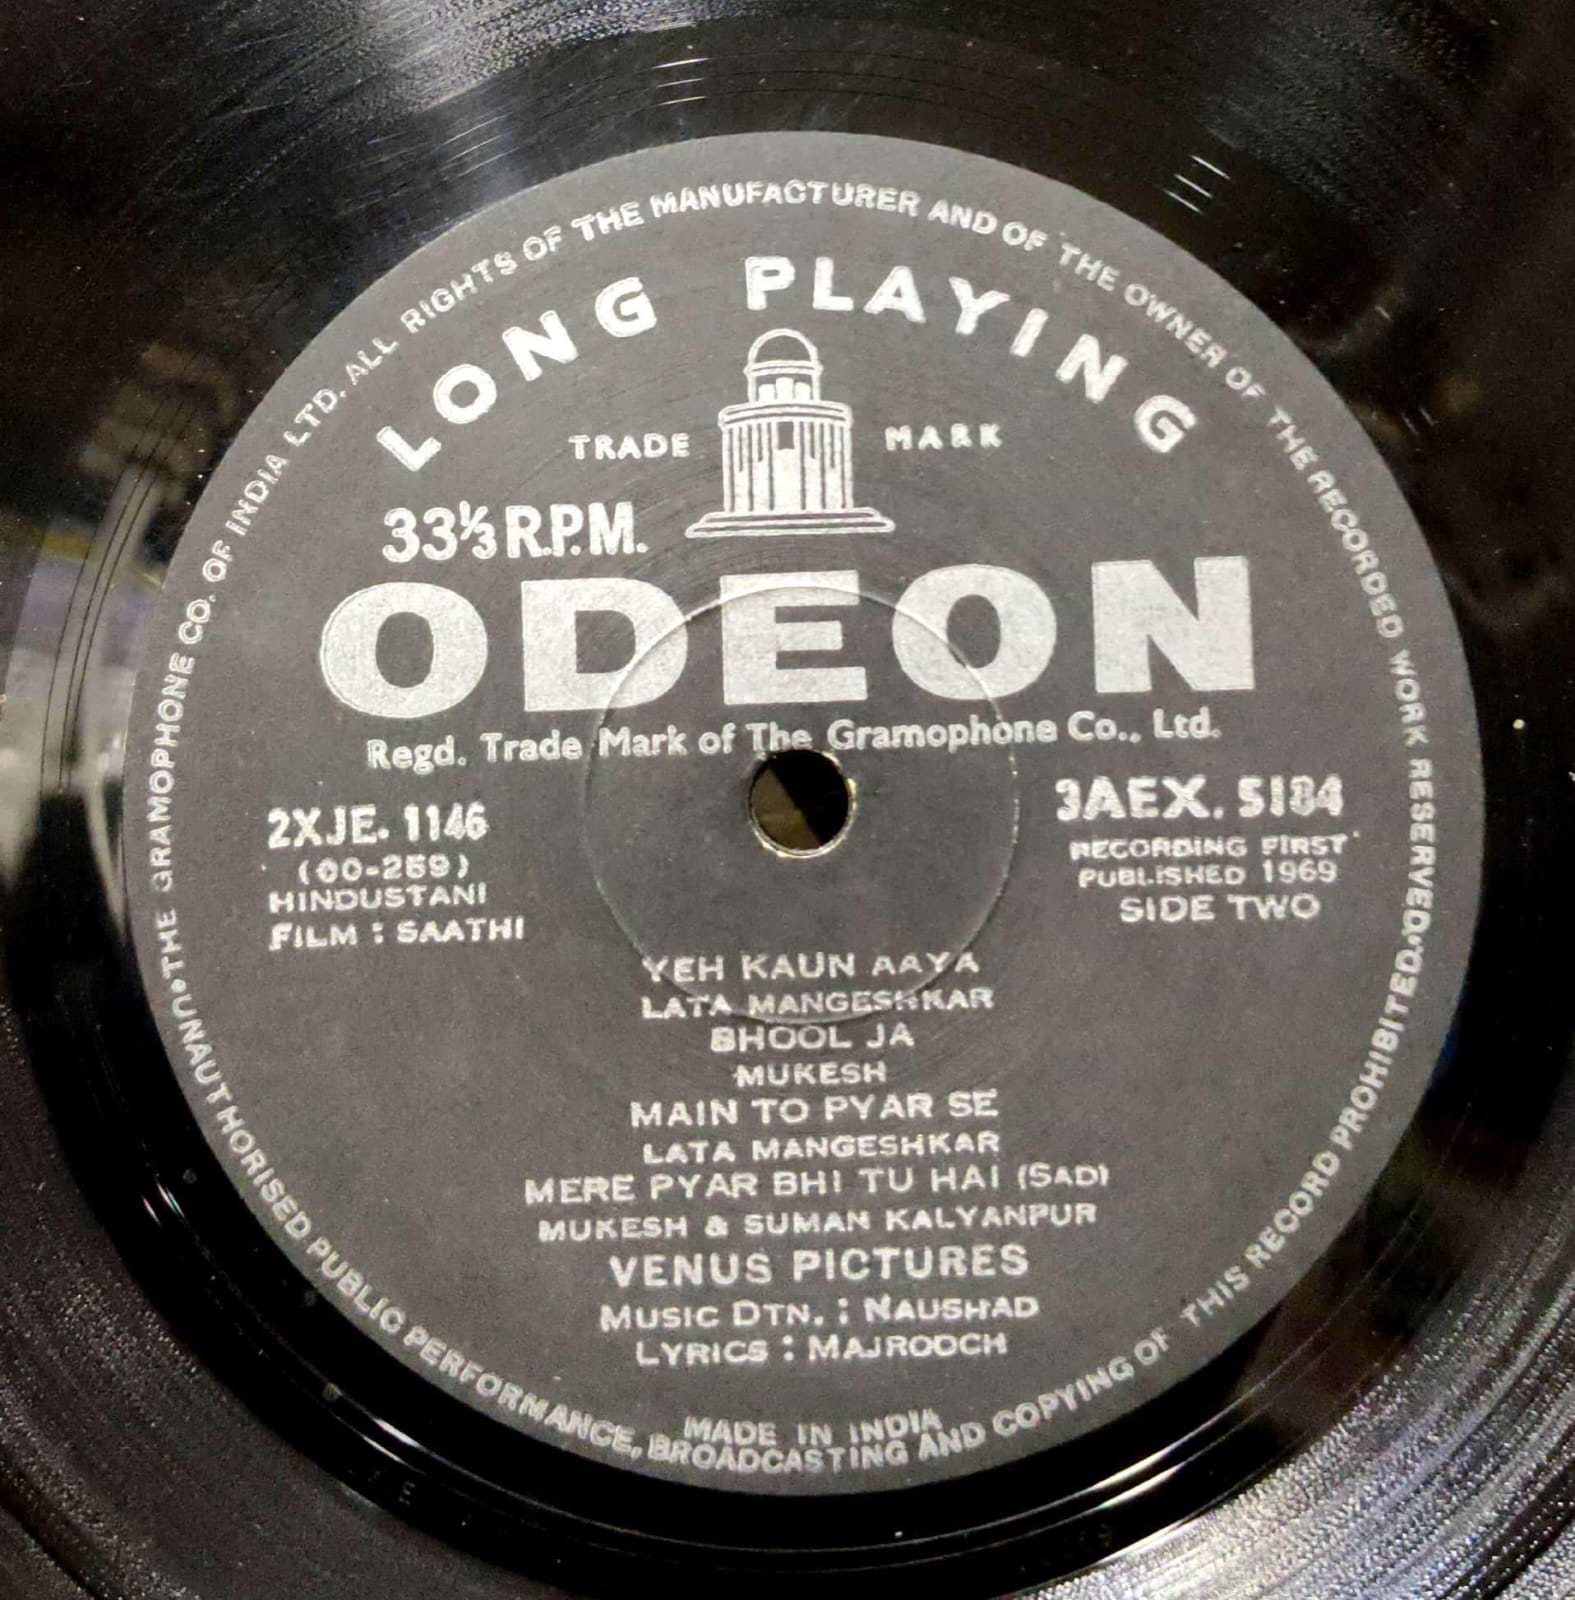 THE GRAMOPHONE CO. OF INDIA LTD. ALL RIGHTS OF THE MANUFACTURER AND OF THE OWNER OF THE RECORDED WORK RESERVED.
UNAUTHORISED PUBLIC PERFORMANCE, BROADCASTING AND COPYING OF THIS RECORD PROHIBITED.
LONG PLAYING
TRADE MARK
33⅓ R.P.M.
ODEON
Regd. Trade Mark of The Gramophone Co., Ltd.
2XJE. 1146
(OO-259)
HINDUSTANI
FILM : SAATHI
3AEX. 5184
RECORDING FIRST
PUBLISHED 1969
SIDE TWO
YEH KAUN AAYA
LATA MANGESHKAR
BHOOL JA
MUKESH
MAIN TO PYAR SE
LATA MANGESHKAR
MERE PYAR BHI TU HAI (SAD)
MUKESH & SUMAN KALYANPUR
VENUS PICTURES
MUSIC DTN. : NAUSHAD
LYRICS : MAJROOCH
MADE IN INDIA